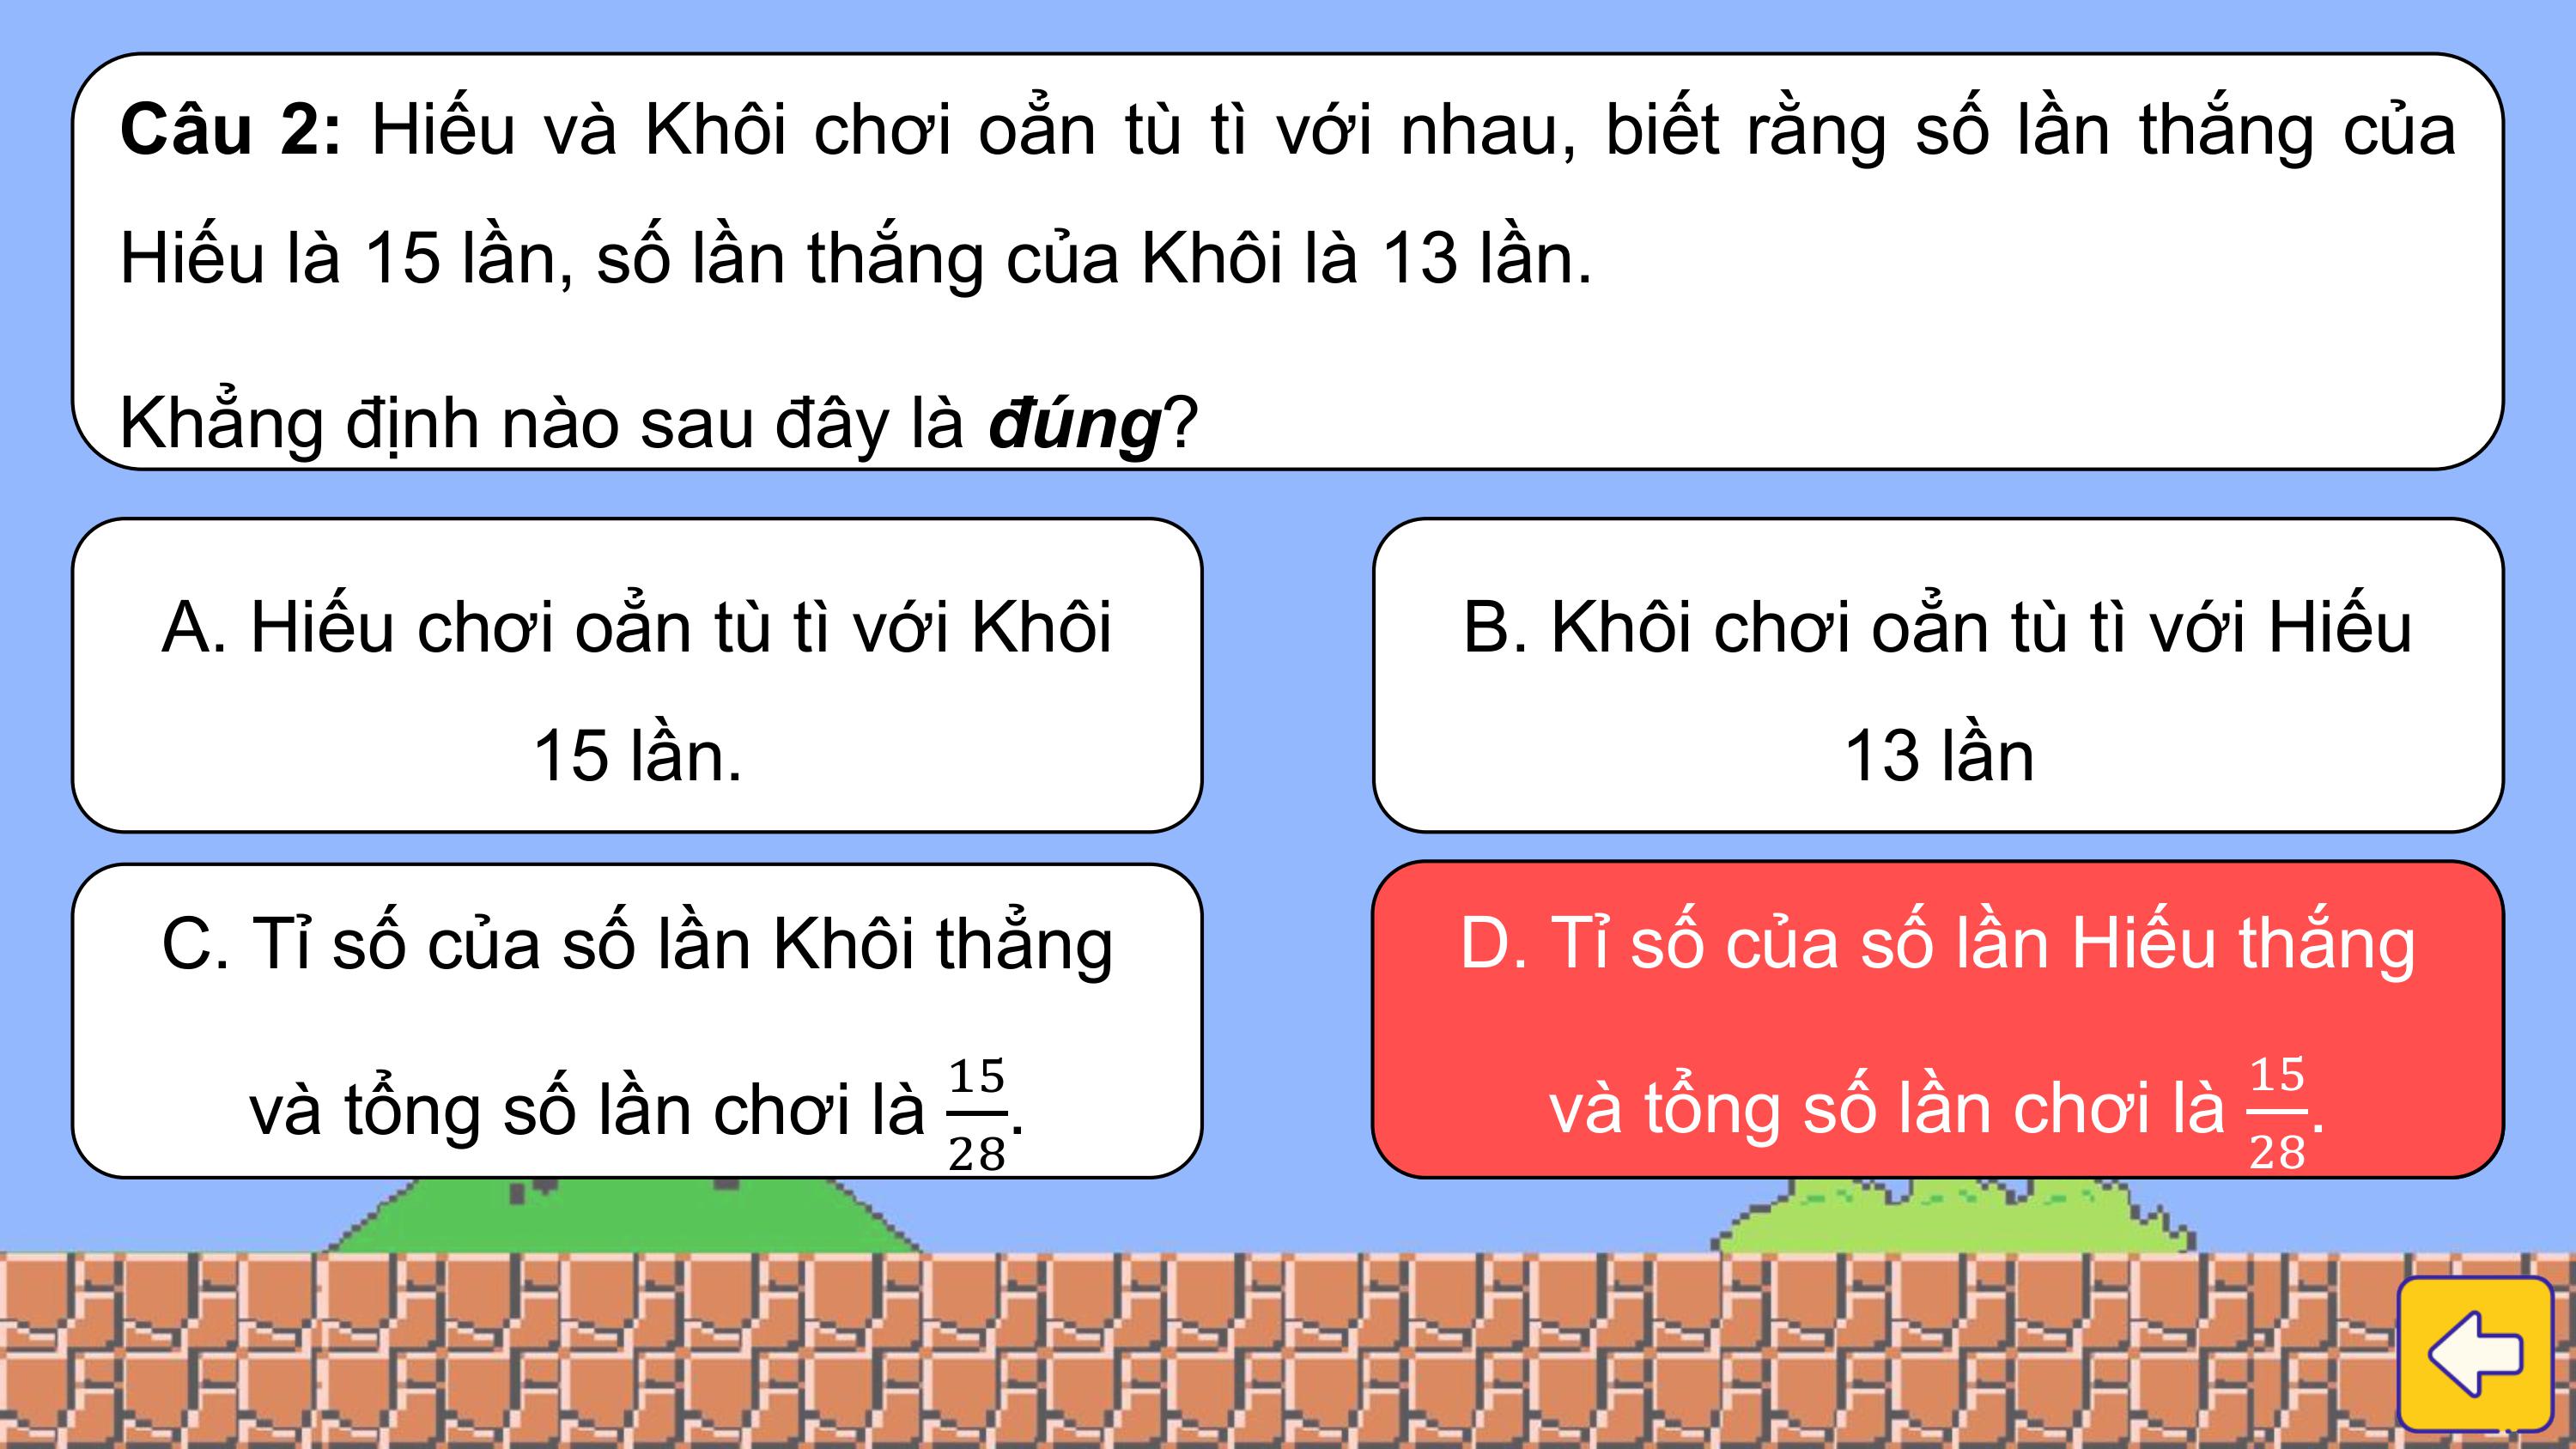 Câu 2: Hiếu và Khôi chơi oẳn tù tì với nhau, biết rằng số lần thắng của
Hiếu là 15 lần, số lần thắng của Khôi là 13 lần.
Khẳng định nào sau đây là đúng?
A. Hiếu chơi oẳn tù tì với Khôi
15 lần.
B. Khôi chơi oẳn tù tì với Hiếu
13 lần
C. Tỉ số của số lần Khôi thẳng
và tổng số lần chơi là 15/28.
D. Tỉ số của số lần Hiếu thắng
và tổng số lần chơi là 15/28.